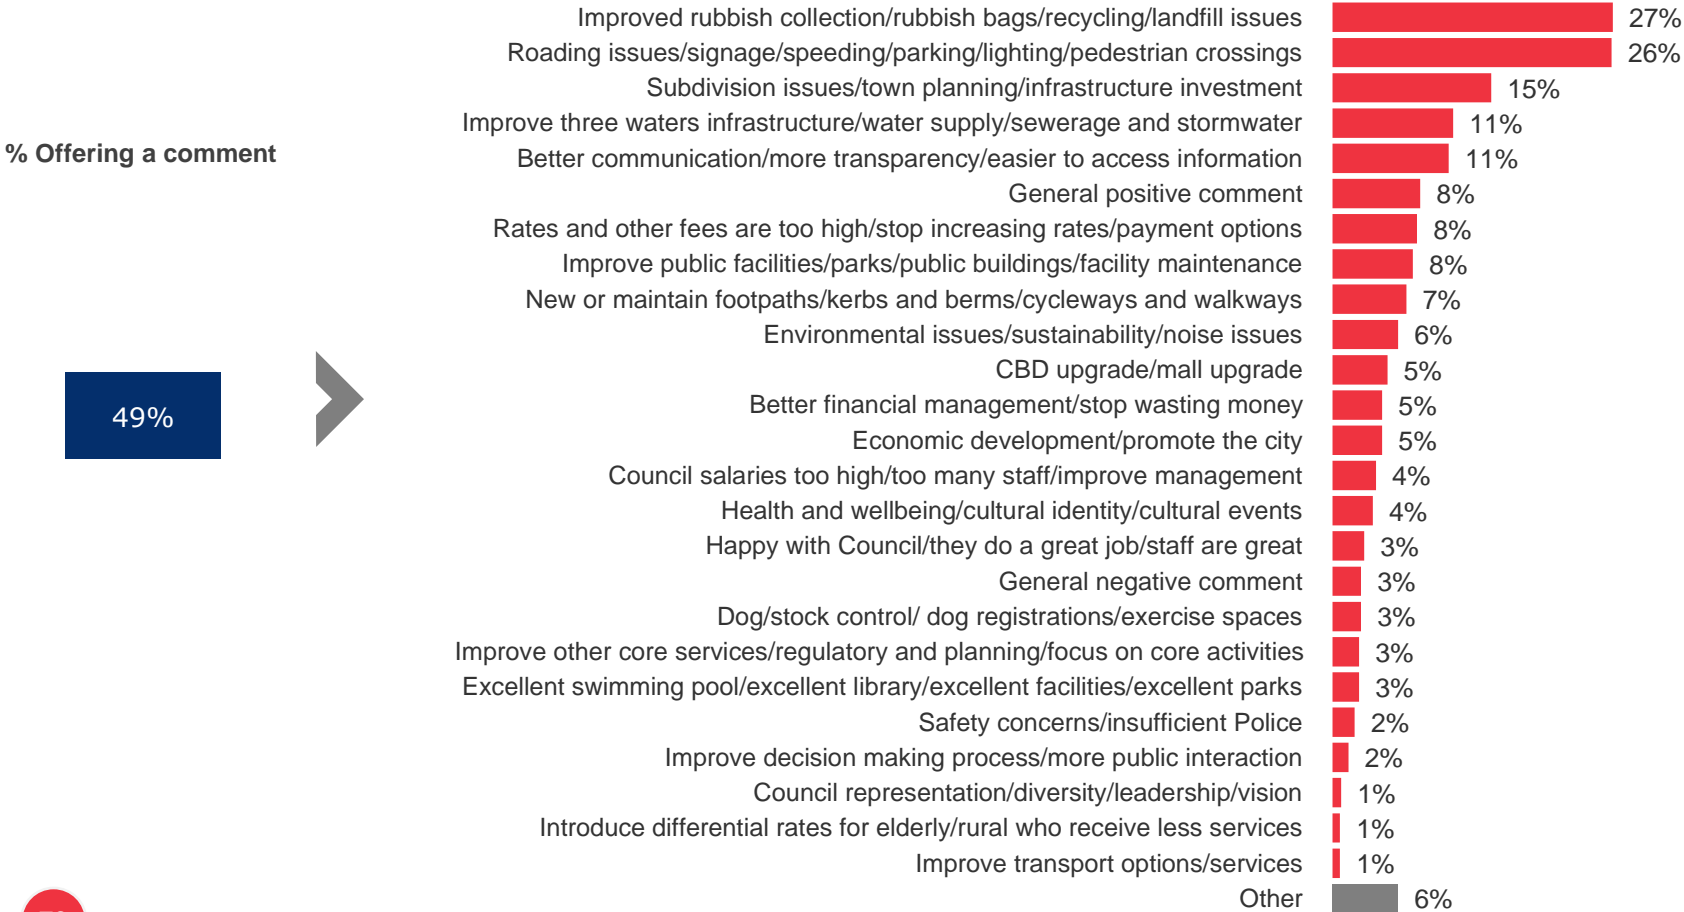 Improved rubbish collection/rubbish bags/recycling/landfill issues 27%
Roading issues/signage/speeding/parking/lighting/pedestrian crossings 26%
Subdivision issues/town planning/infrastructure investment 15%
Improve three waters infrastructure/water supply/sewerage and stormwater 11%
% Offering a comment
Better communication/more transparency/easier to access information 11%
General positive comment 8%
Rates and other fees are too high/stop increasing rates/payment options 8%
Improve public facilities/parks/public buildings/facility maintenance 8%
New or maintain footpaths/kerbs and berms/cycleways and walkways 7%
Environmental issues/sustainability/noise issues 6%
CBD upgrade/mall upgrade 5%
Better financial management/stop wasting money 5%
49%
Economic development/promote the city 5%
Council salaries too high/too many staff/improve management 4%
Health and wellbeing/cultural identity/cultural events 4%
Happy with Council/they do a great job/staff are great 3%
General negative comment 3%
Dog/stock control/ dog registrations/exercise spaces 3%
Improve other core services/regulatory and planning/focus on core activities 3%
Excellent swimming pool/excellent library/excellent facilities/excellent parks 3%
Safety concerns/insufficient Police 2%
Improve decision making process/more public interaction 2%
Council representation/diversity/leadership/vision 1%
Introduce differential rates for elderly/rural who receive less services 1%
Improve transport options/services 1%
Other 6%